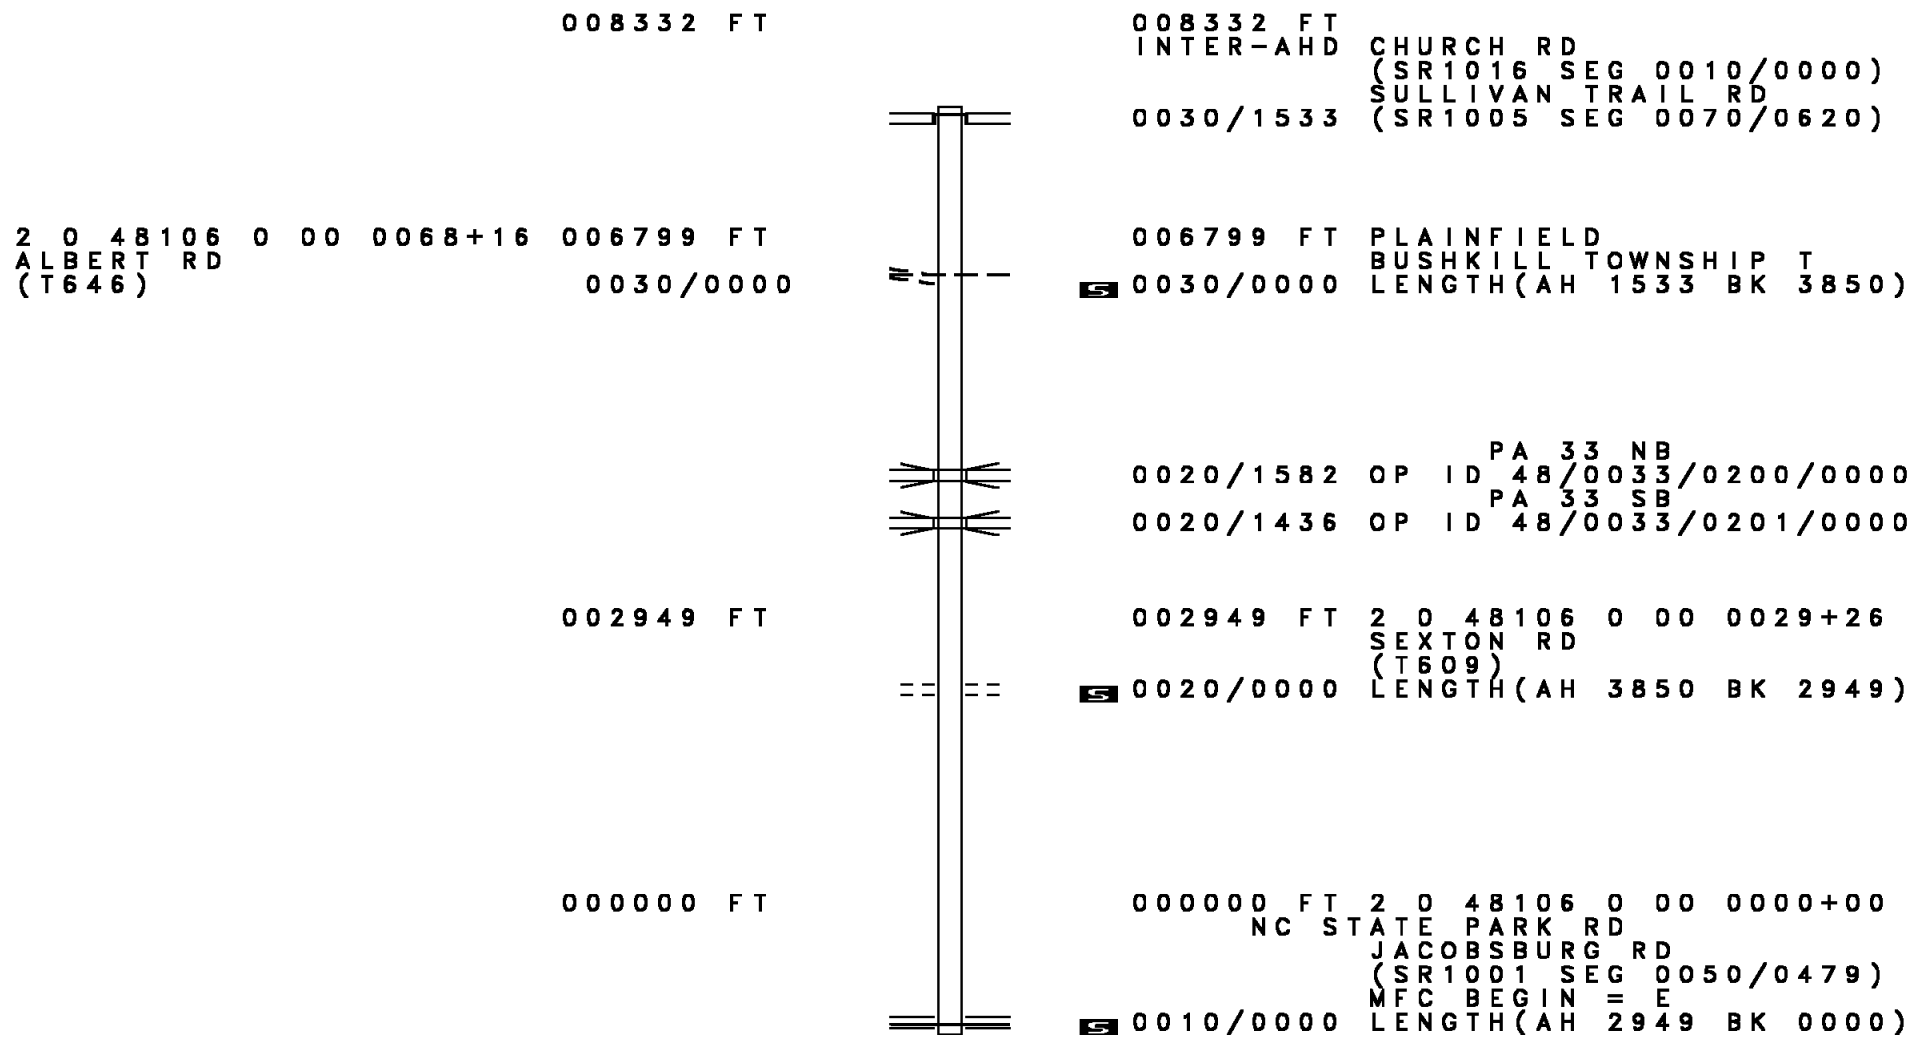 008332 FT 008332 FT
INTER-AHD CHURCH RD
(SR1016 SEG 0010/0000)
SULLIVAN TRAIL RD
0030/1533 (SR1005 SEG 0070/0620)
2 0 48106 0 00 0068+16 006799 FT 006799 FT PLAINFIELD
ALBERT RD BUSHKILL TOWNSHIP T
(T646) 0030/0000 S 0030/0000 LENGTH(AH 1533 BK 3850)
PA 33 NB
0020/1582 OP ID 48/0033/0200/0000
PA 33 SB
0020/1436 OP ID 48/0033/0201/0000
002949 FT 002949 FT 2 0 48106 0 00 0029+26
SEXTON RD
(T609)
S 0020/0000 LENGTH(AH 3850 BK 2949)
000000 FT 000000 FT 2 0 48106 0 00 0000+00
NC STATE PARK RD
JACOBSBURG RD
(SR1001 SEG 0050/0479)
MFC BEGIN = E
S 0010/0000 LENGTH(AH 2949 BK 0000)